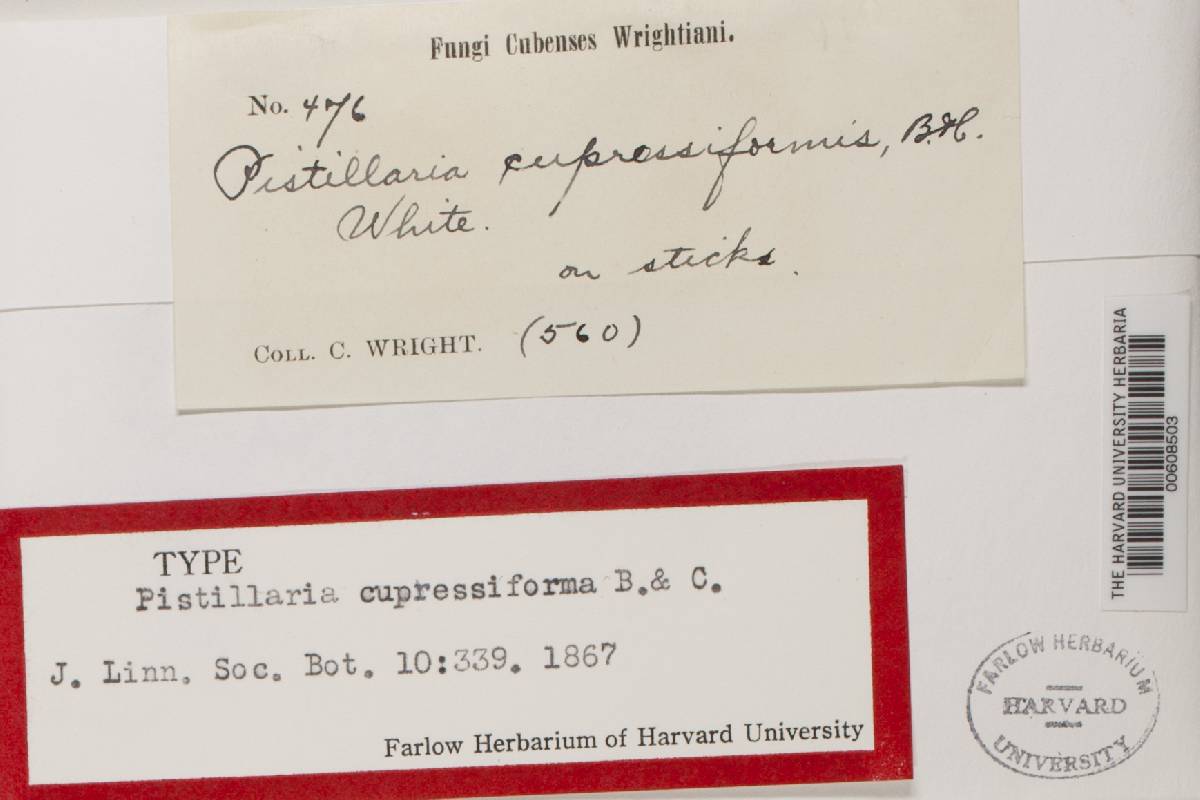 Fungi Cubenses Wrightiani.
No. 476
Pistillaria cupressiformis, B.&C.
White.
on sticks.
Coll. C. WRIGHT. (560)
TYPE
Pistillaria cupressiforma B.& C.
J. Linn. Soc. Bot. 10:339. 1867
Farlow Herbarium of Harvard University
THE HARVARD UNIVERSITY HERBARIA
00608503
FARLOW HERBARIUM
HARVARD
UNIVERSITY